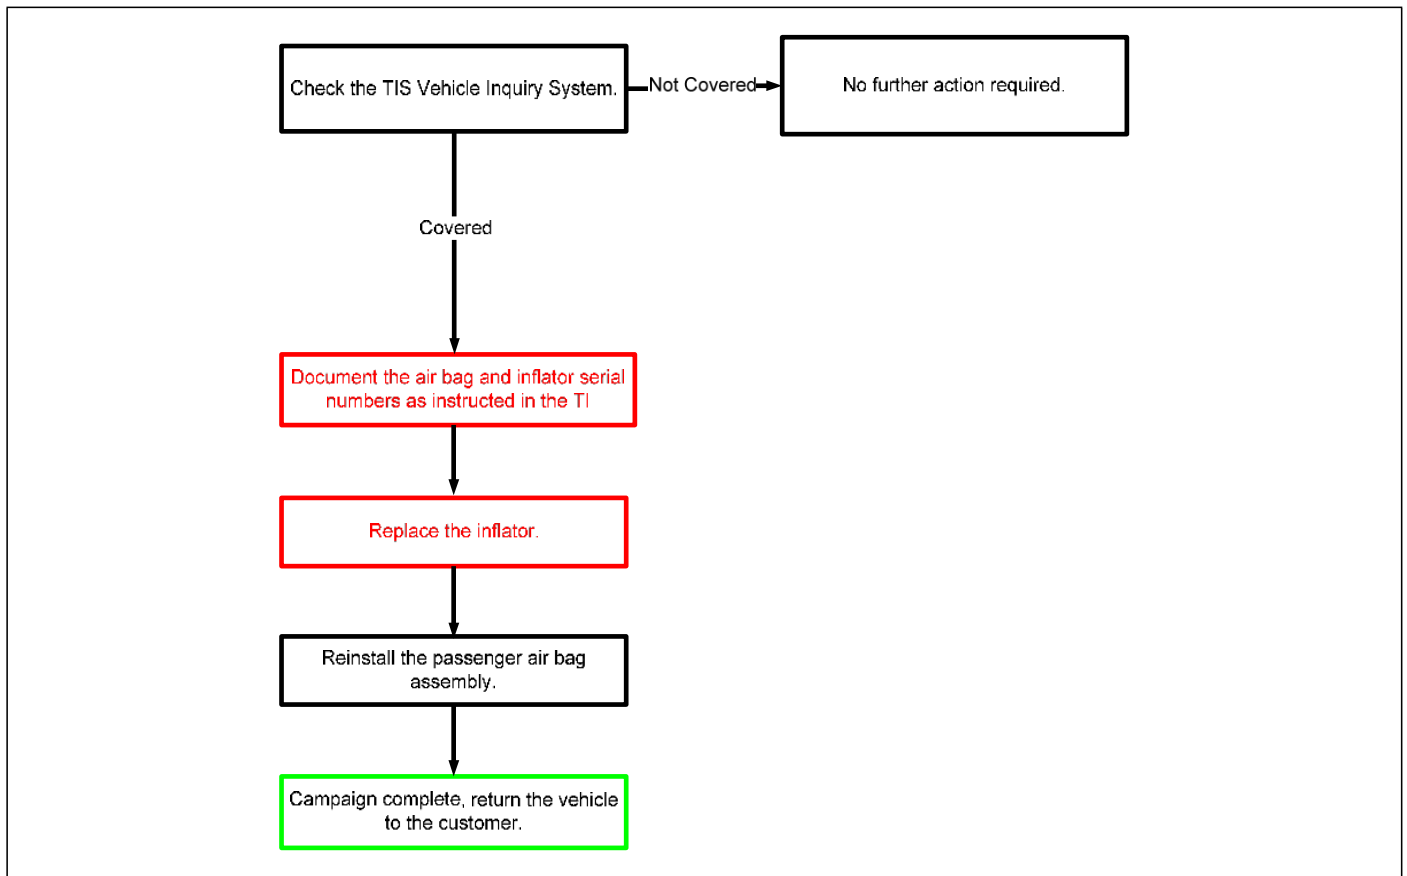 Check the TIS Vehicle Inquiry System.
Not Covered
No further action required.
Covered
Document the air bag and inflator serial
numbers as instructed in the TI
Replace the inflator.
Reinstall the passenger air bag
assembly.
Campaign complete, return the vehicle
to the customer.